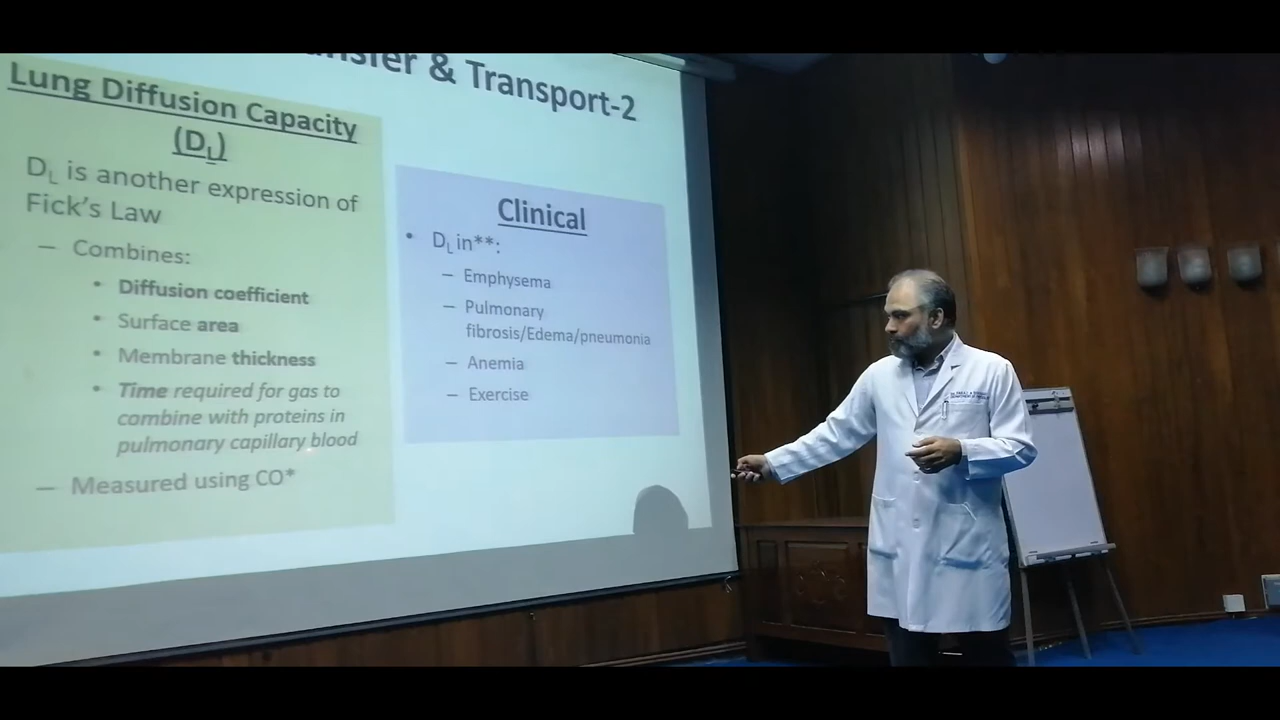 & Transport-2
Lung Diffusion Capacity
(DL)
DL is another expression of
Fick's Law
– Combines:
• Diffusion coefficient
• Surface area
• Membrane thickness
• Time required for gas to
combine with proteins in
pulmonary capillary blood
– Measured using CO*
Clinical
• DL in**:
– Emphysema
– Pulmonary
fibrosis/Edema/pneumonia
– Anemia
– Exercise